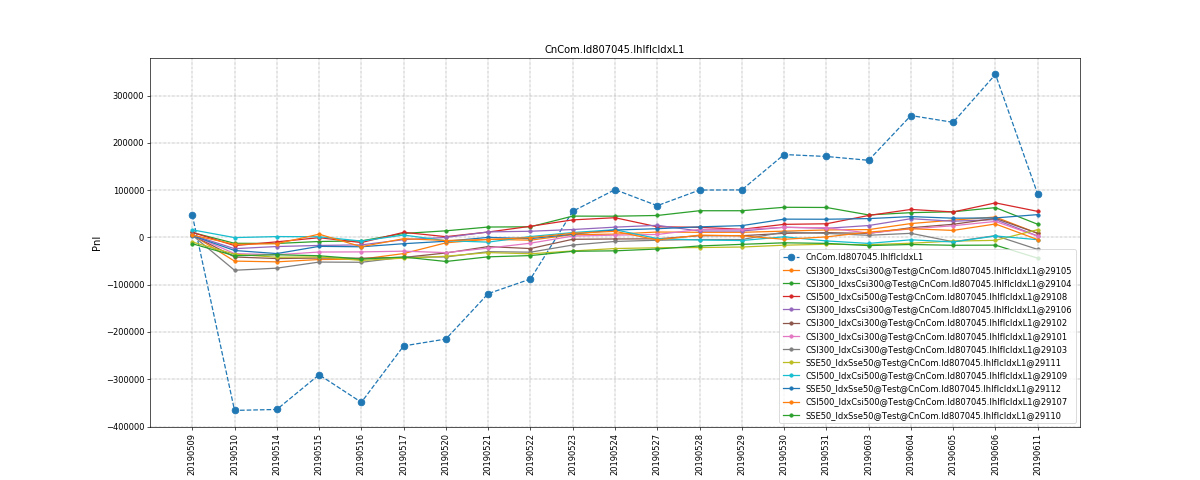 CnCom.Id807045.IhIfIcIdxL1
Pnl
300000
200000
100000
0
−100000
−200000
−300000
−400000
20190509
20190510
20190514
20190515
20190516
20190517
20190520
20190521
20190522
20190523
20190524
20190527
20190528
20190529
20190530
20190531
20190603
20190604
20190605
20190606
20190611
CnCom.Id807045.IhIfIcIdxL1
CSI300_IdxsCsi300@Test@CnCom.Id807045.IhIfIcIdxL1@29105
CSI300_IdxsCsi300@Test@CnCom.Id807045.IhIfIcIdxL1@29104
CSI500_IdxsCsi500@Test@CnCom.Id807045.IhIfIcIdxL1@29108
CSI300_IdxsCsi300@Test@CnCom.Id807045.IhIfIcIdxL1@29106
CSI300_IdxCsi300@Test@CnCom.Id807045.IhIfIcIdxL1@29102
CSI300_IdxCsi300@Test@CnCom.Id807045.IhIfIcIdxL1@29101
CSI300_IdxCsi300@Test@CnCom.Id807045.IhIfIcIdxL1@29103
SSE50_IdxSse50@Test@CnCom.Id807045.IhIfIcIdxL1@29111
CSI500_IdxCsi500@Test@CnCom.Id807045.IhIfIcIdxL1@29109
SSE50_IdxSse50@Test@CnCom.Id807045.IhIfIcIdxL1@29112
CSI500_IdxCsi500@Test@CnCom.Id807045.IhIfIcIdxL1@29107
SSE50_IdxSse50@Test@CnCom.Id807045.IhIfIcIdxL1@29110